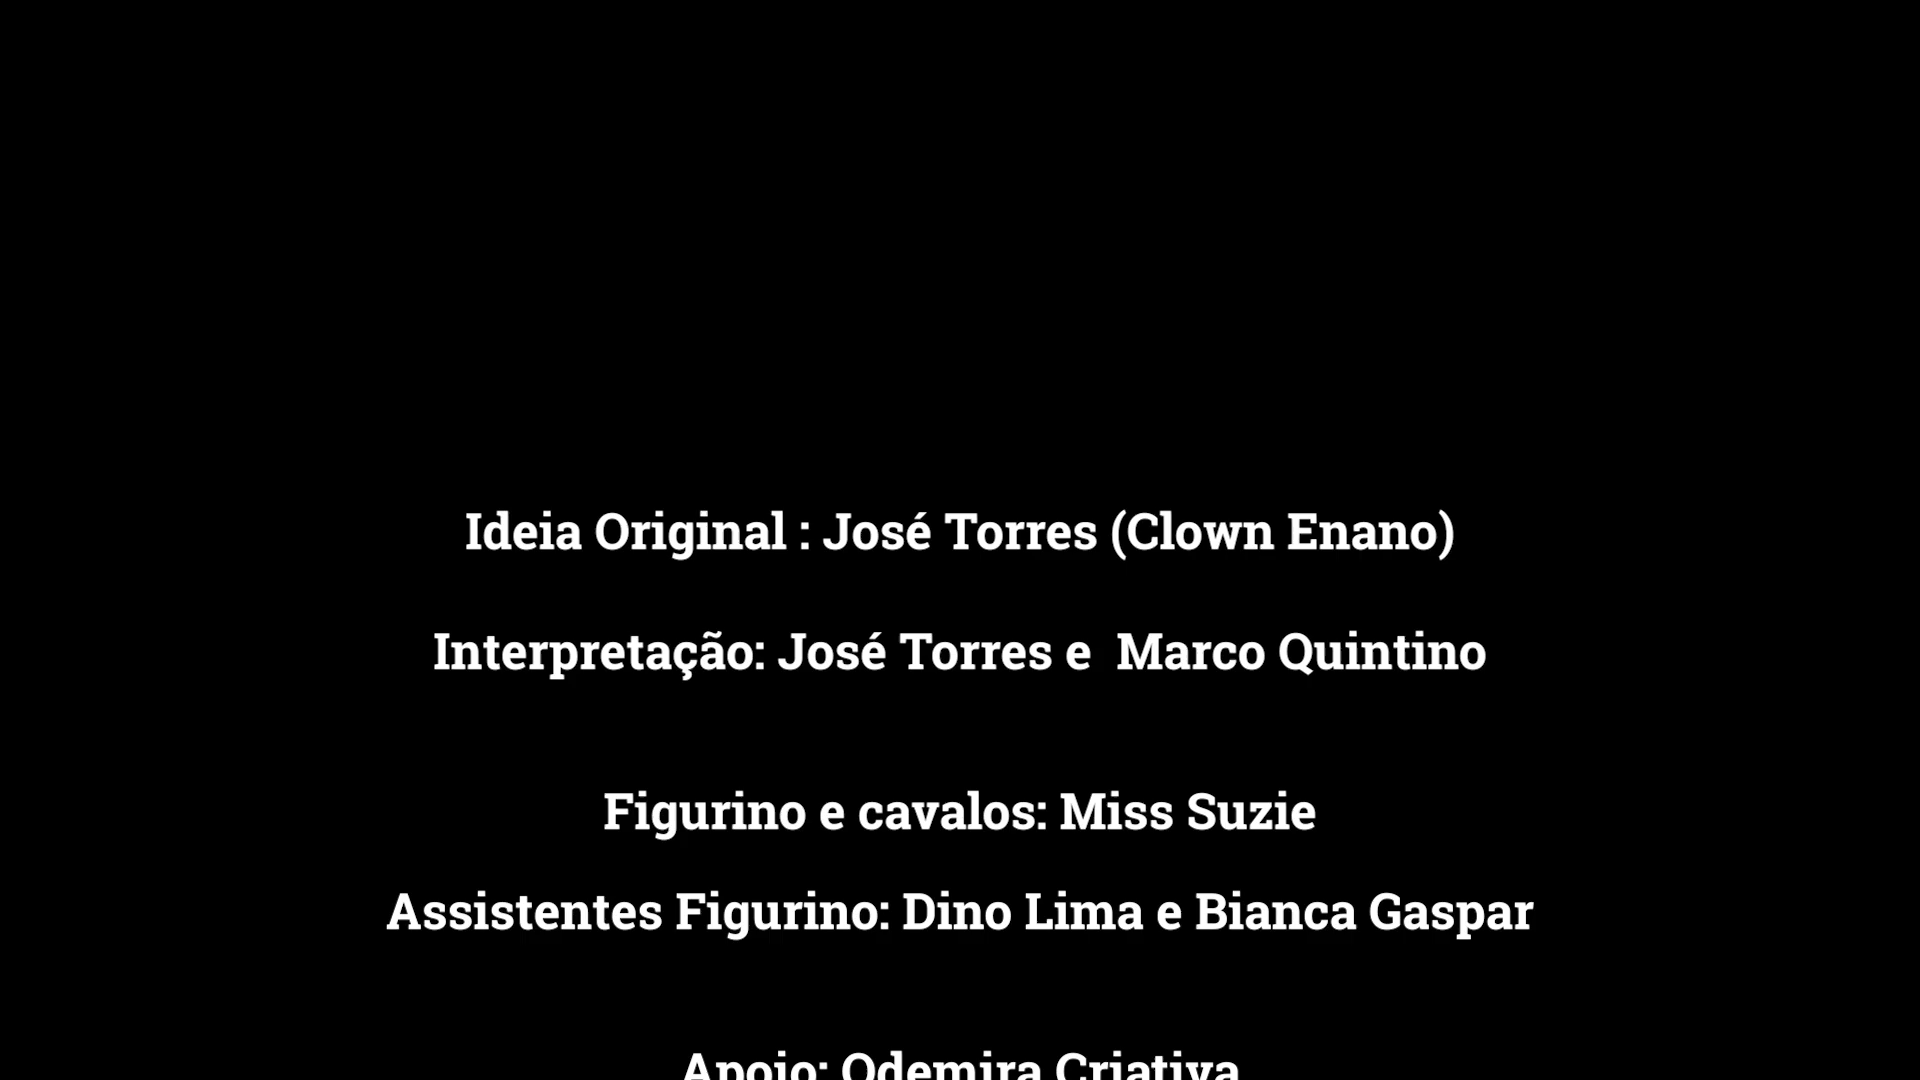 Ideia Original : José Torres (Clown Enano)
Interpretação: José Torres e  Marco Quintino
Figurino e cavalos: Miss Suzie
Assistentes Figurino: Dino Lima e Bianca Gaspar
Apoio: Odemira Criativa